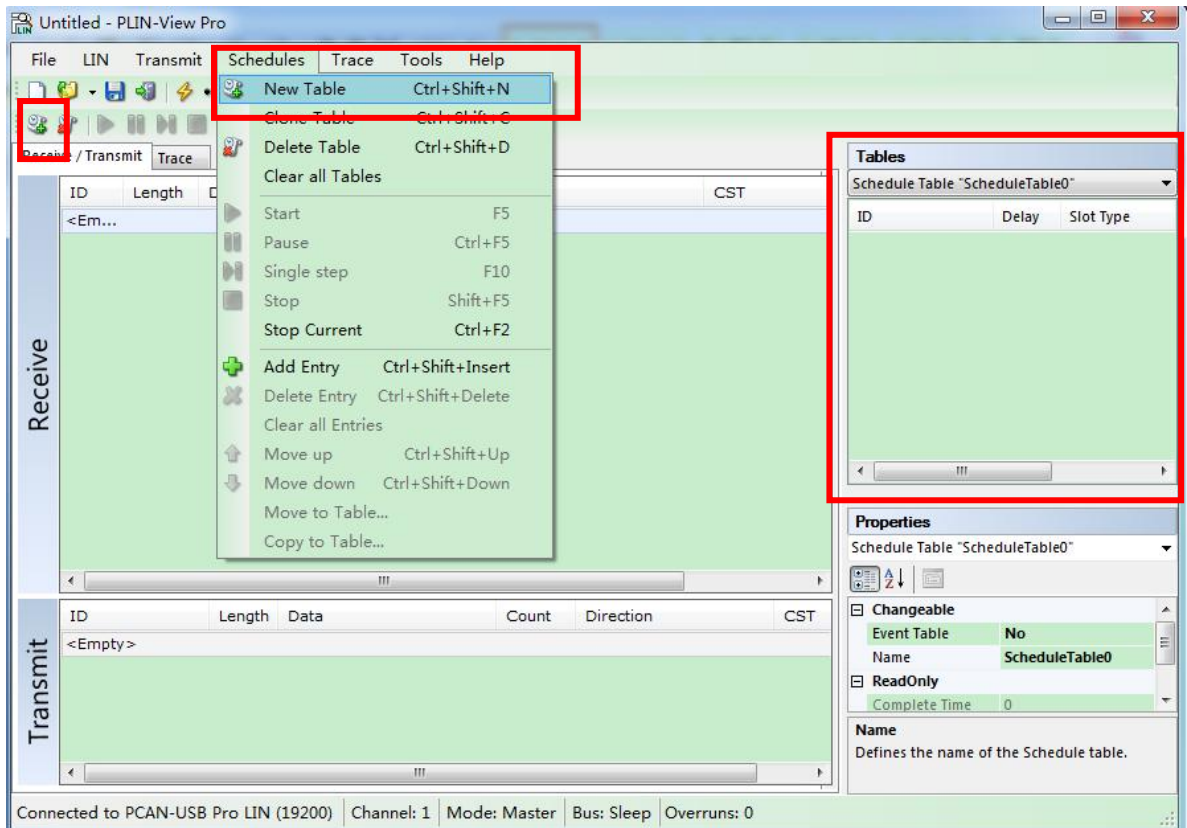 Untitled - PLIN-View Pro
File LIN Transmit Schedules Trace Tools Help
New Table Ctrl+Shift+N
Clone Table Ctrl+Shift+C
Delete Table Ctrl+Shift+D
Clear all Tables
Start F5
Pause Ctrl+F5
Single step F10
Stop Shift+F5
Stop Current Ctrl+F2
Add Entry Ctrl+Shift+Insert
Delete Entry Ctrl+Shift+Delete
Clear all Entries
Move up Ctrl+Shift+Up
Move down Ctrl+Shift+Down
Move to Table...
Copy to Table...
Receive / Transmit Trace
ID Length D CST
<Em...
Receive
Tables
Schedule Table "ScheduleTable0"
ID Delay Slot Type
Properties
Schedule Table "ScheduleTable0"
Changeable
Event Table No
Name ScheduleTable0
ReadOnly
Complete Time 0
Name
Defines the name of the Schedule table.
ID Length Data Count Direction CST
<Empty>
Transmit
Connected to PCAN-USB Pro LIN (19200) Channel: 1 Mode: Master Bus: Sleep Overruns: 0